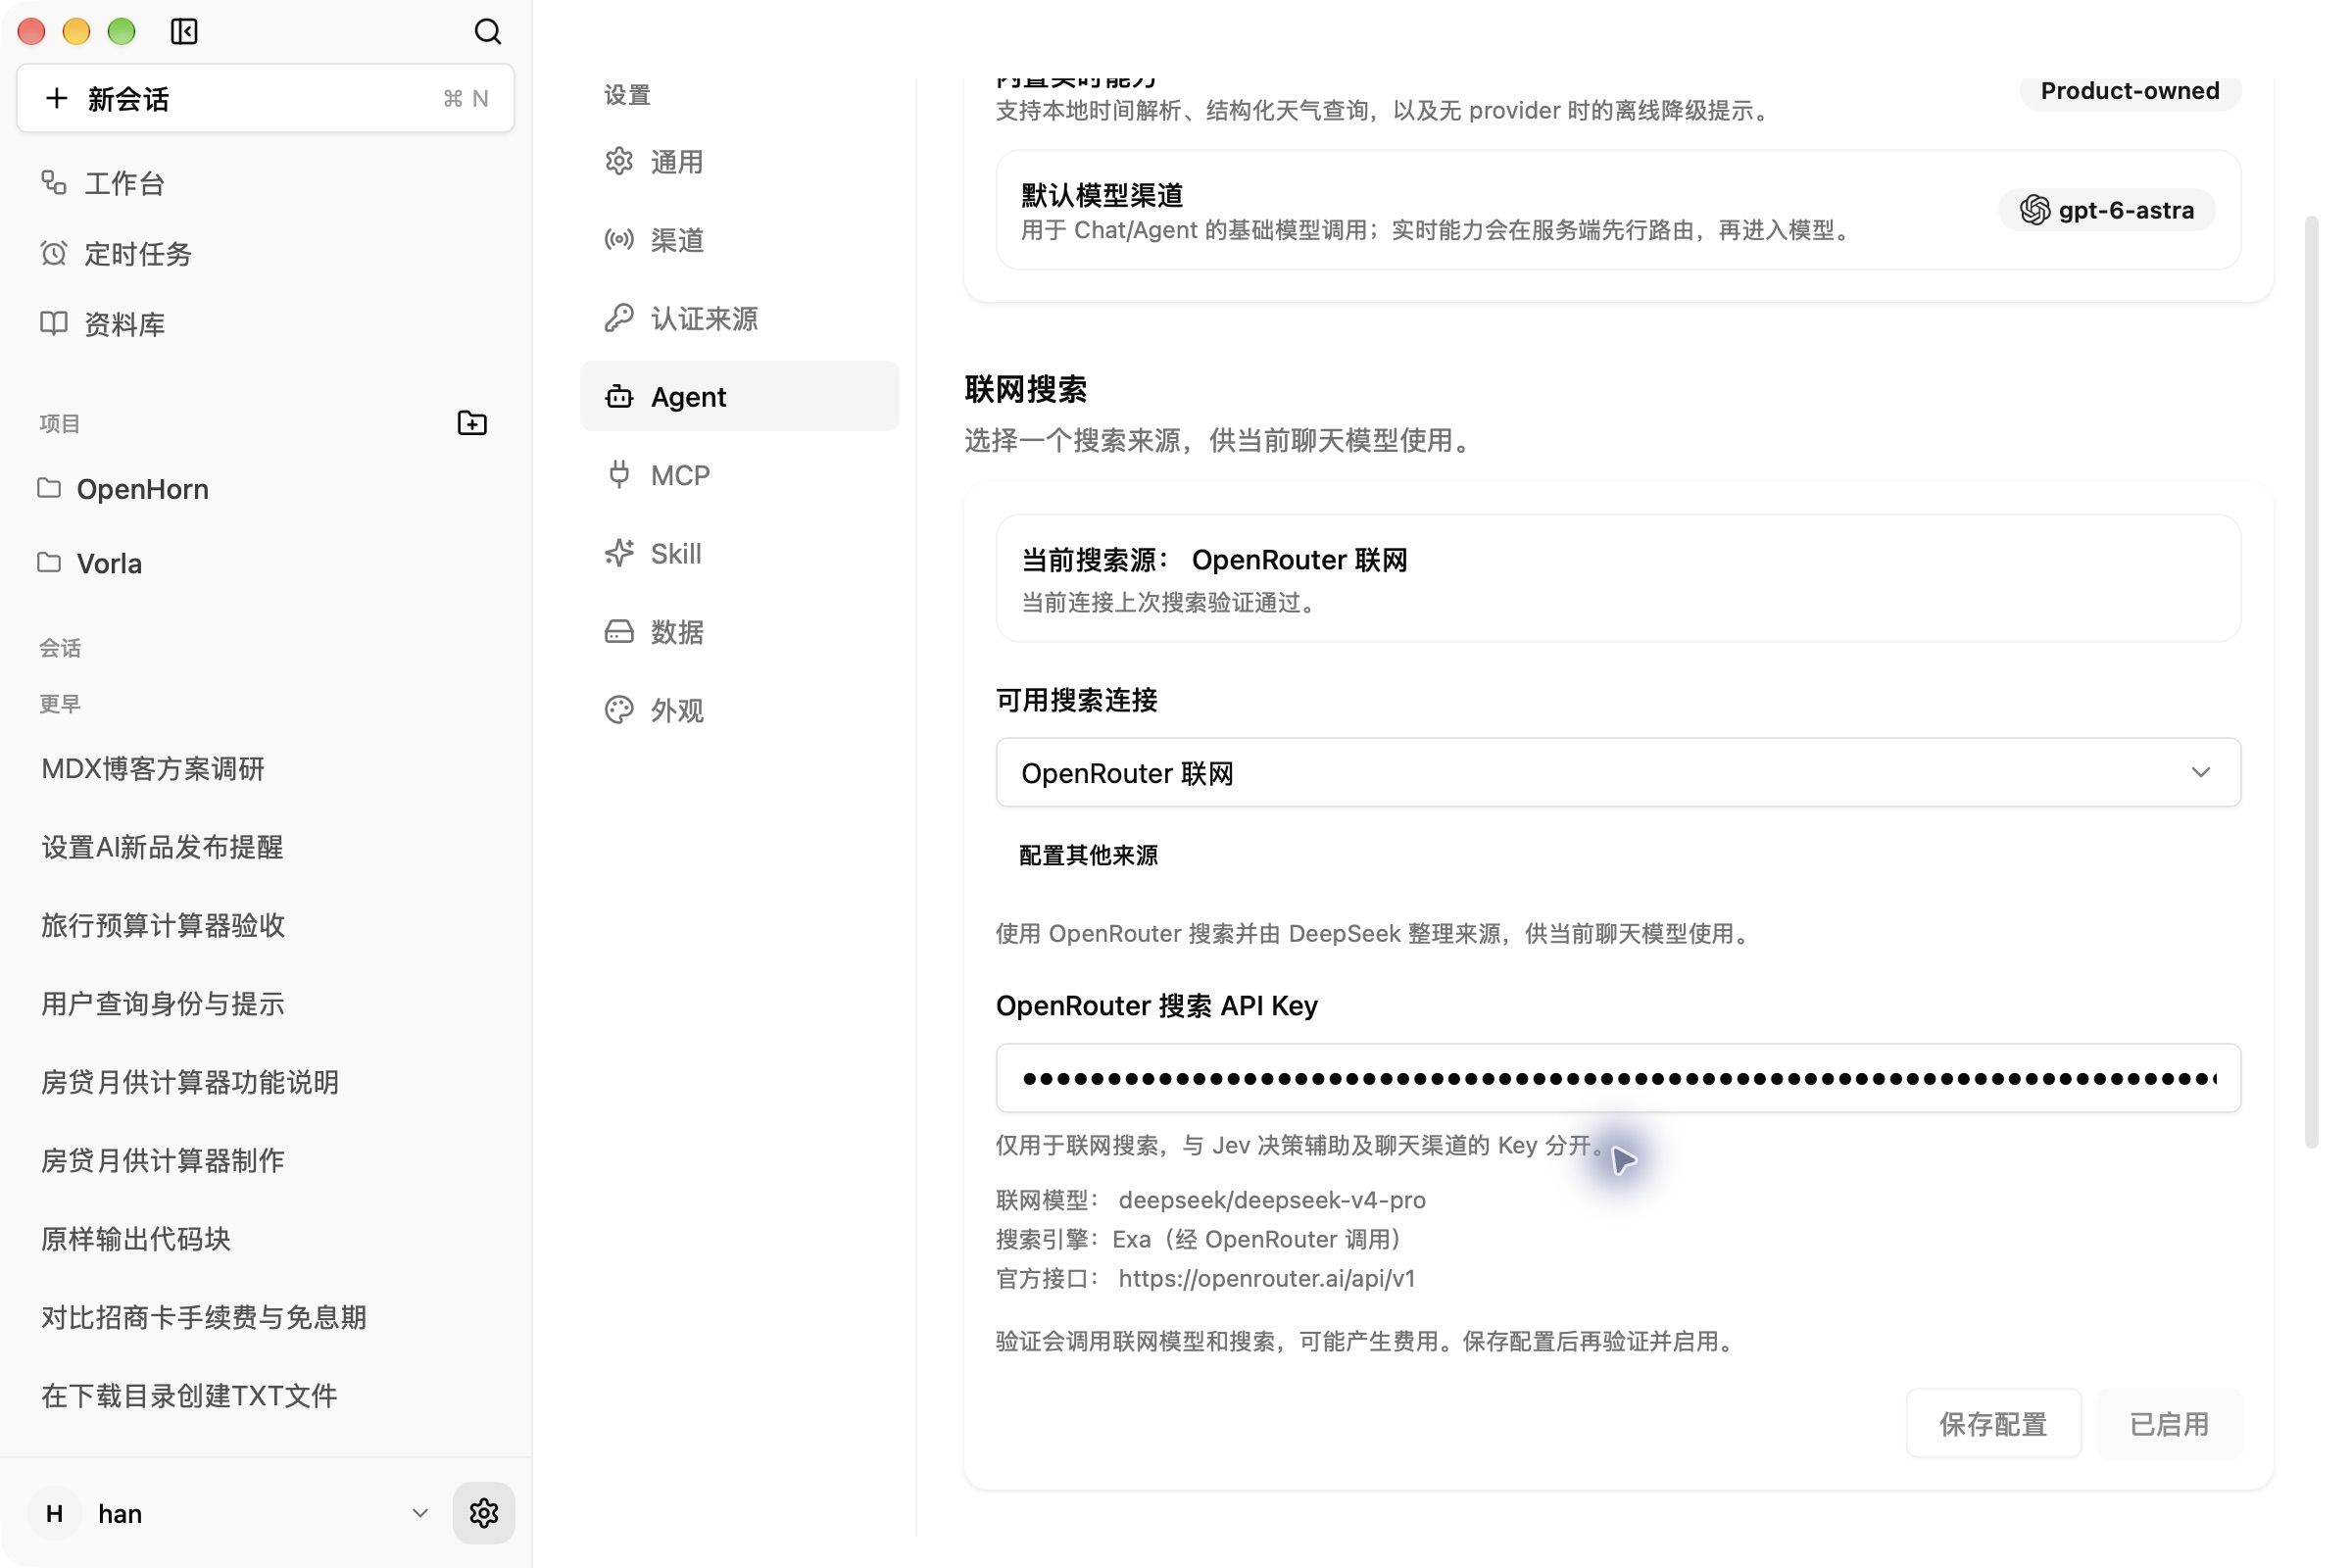 新会话
⌘ N
工作台
定时任务
资料库
项目
OpenHorn
Vorla
会话
更早
MDX博客方案调研
设置AI新品发布提醒
旅行预算计算器验收
用户查询身份与提示
房贷月供计算器功能说明
房贷月供计算器制作
原样输出代码块
对比招商卡手续费与免息期
在下载目录创建TXT文件
H han
设置
通用
渠道
认证来源
Agent
MCP
Skill
数据
外观
内置实时能力
支持本地时间解析、结构化天气查询，以及无 provider 时的离线降级提示。
Product-owned
默认模型渠道
用于 Chat/Agent 的基础模型调用；实时能力会在服务端先行路由，再进入模型。
gpt-6-astra
联网搜索
选择一个搜索来源，供当前聊天模型使用。
当前搜索源： OpenRouter 联网
当前连接上次搜索验证通过。
可用搜索连接
OpenRouter 联网
配置其他来源
使用 OpenRouter 搜索并由 DeepSeek 整理来源，供当前聊天模型使用。
OpenRouter 搜索 API Key
仅用于联网搜索，与 Jev 决策辅助及聊天渠道的 Key 分开。
联网模型： deepseek/deepseek-v4-pro
搜索引擎：Exa（经 OpenRouter 调用）
官方接口： https://openrouter.ai/api/v1
验证会调用联网模型和搜索，可能产生费用。保存配置后再验证并启用。
保存配置
已启用